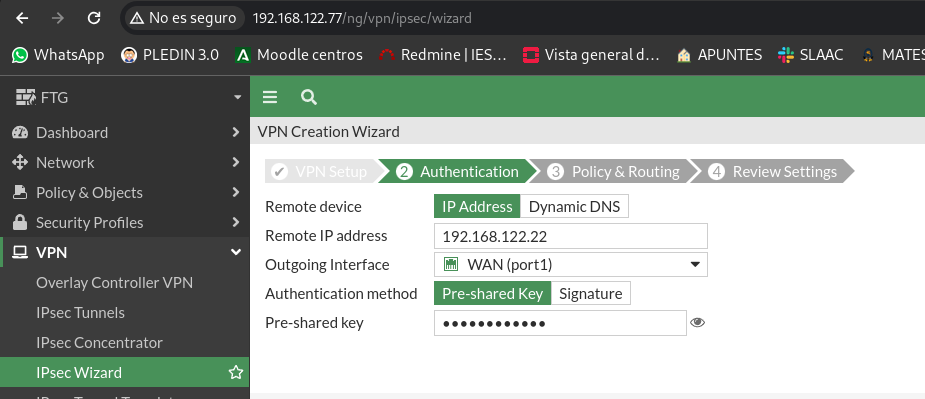 No es seguro 192.168.122.77/ng/vpn/ipsec/wizard
WhatsApp PLEDIN 3.0 Moodle centros Redmine | IES... Vista general d... APUNTES SLAAC MATES
FTG
VPN Creation Wizard
Dashboard
Network
Policy & Objects
Security Profiles
VPN
Overlay Controller VPN
IPsec Tunnels
IPsec Concentrator
IPsec Wizard
✔ VPN Setup 2 Authentication 3 Policy & Routing 4 Review Settings
Remote device IP Address Dynamic DNS
Remote IP address 192.168.122.22
Outgoing Interface WAN (port1)
Authentication method Pre-shared Key Signature
Pre-shared key ••••••••••••